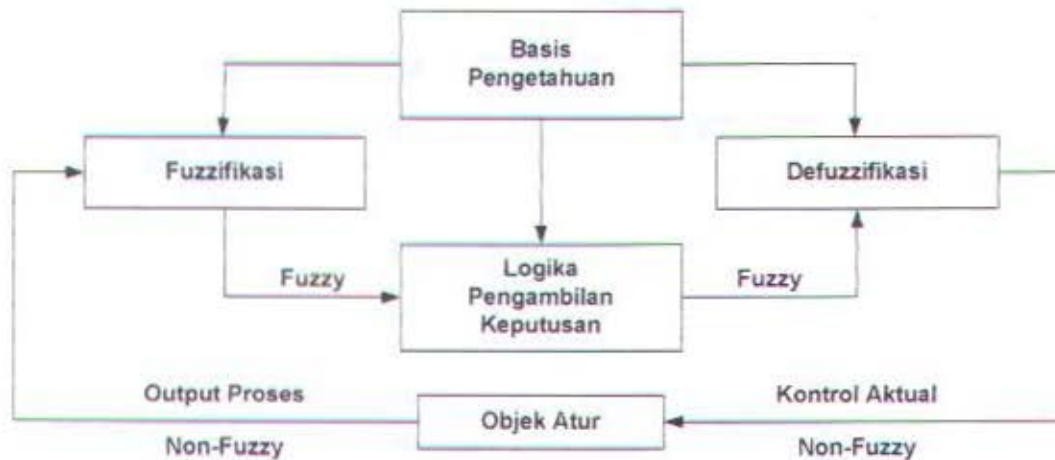 Basis
Pengetahuan
Fuzzifikasi
Defuzzifikasi
Fuzzy
Logika
Pengambilan
Keputusan
Fuzzy
Output Proses
Kontrol Aktual
Objek Atur
Non-Fuzzy
Non-Fuzzy